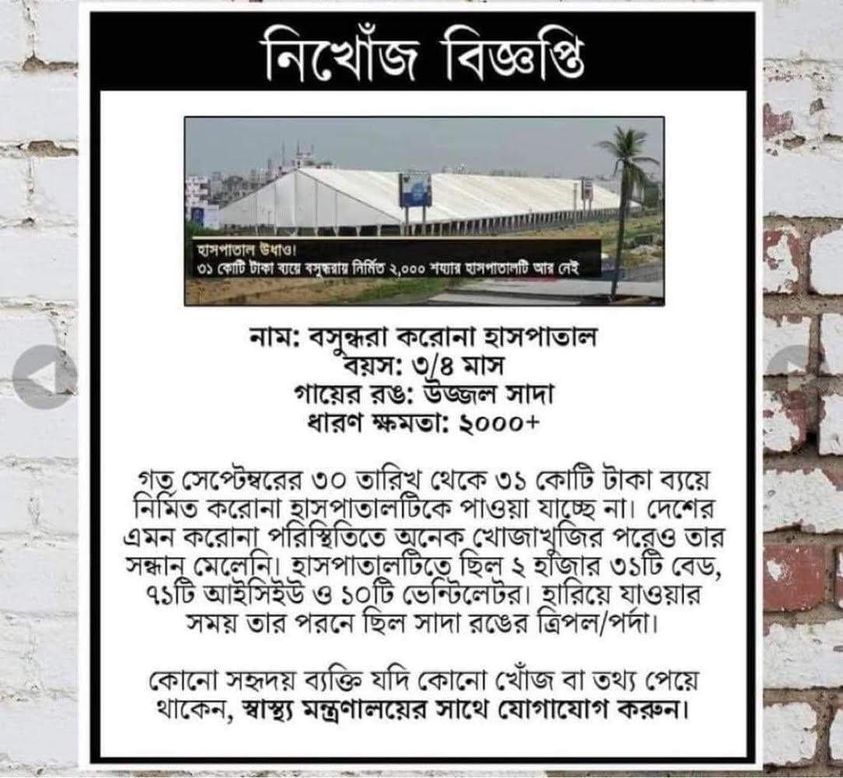 নিখোঁজ বিজ্ঞপ্তি
হাসপাতাল উধাও!
৩১ কোটি টাকা ব্যয়ে বসুন্ধরায় নির্মিত ২,০০০ শয্যার হাসপাতালটি আর নেই
নাম: বসুন্ধরা করোনা হাসপাতাল
বয়স: ৩/৪ মাস
গায়ের রঙ: উজ্জল সাদা
ধারণ ক্ষমতা: ২০০০+
গত সেপ্টেম্বরের ৩০ তারিখ থেকে ৩১ কোটি টাকা ব্যয়ে
নির্মিত করোনা হাসপাতালটিকে পাওয়া যাচ্ছে না। দেশের
এমন করোনা পরিস্থিতিতে অনেক খোজাখুজির পরেও তার
সন্ধান মেলেনি। হাসপাতালটিতে ছিল ২ হাজার ৩১টি বেড,
৭১টি আইসিইউ ও ১০টি ভেন্টিলেটর। হারিয়ে যাওয়ার
সময় তার পরনে ছিল সাদা রঙের ত্রিপল/পর্দা।
কোনো সহৃদয় ব্যক্তি যদি কোনো খোঁজ বা তথ্য পেয়ে
থাকেন, স্বাস্থ্য মন্ত্রণালয়ের সাথে যোগাযোগ করুন।